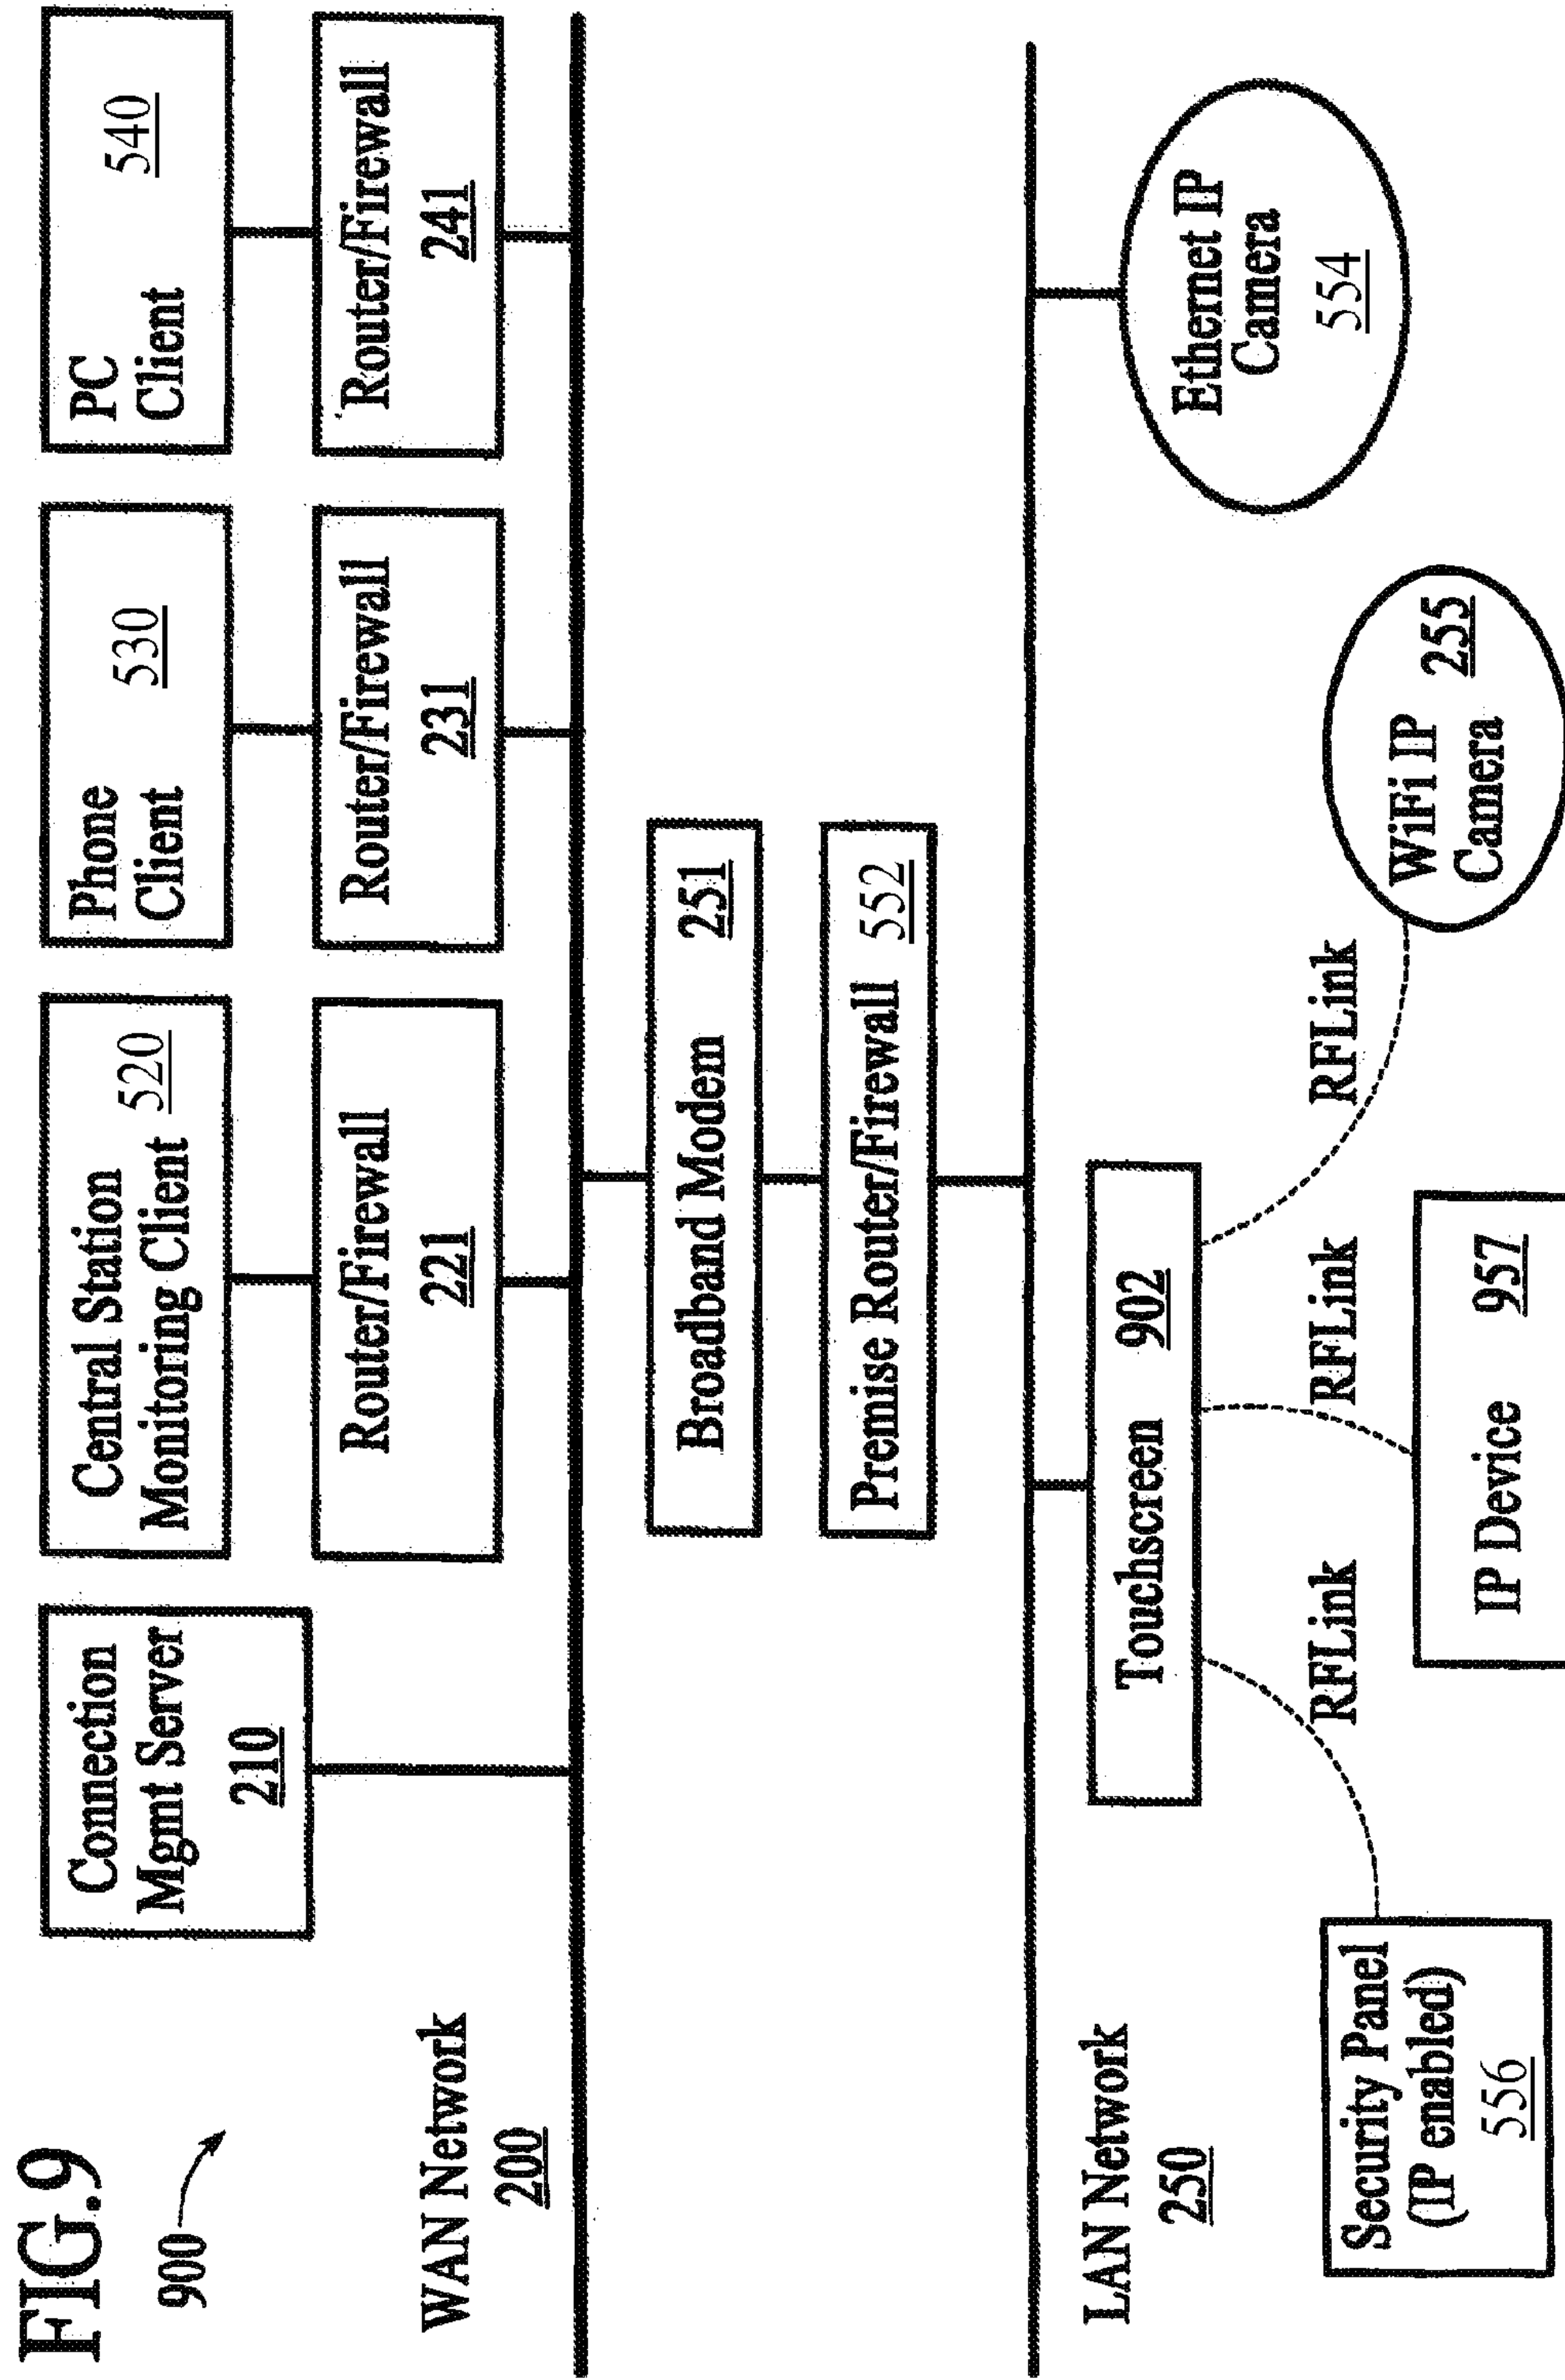 FIG.9
900
Connection
Mgmt Server
210
Central Station
Monitoring Client 520
Phone
Client 530
PC
Client 540
Router/Firewall
221
Router/Firewall
231
Router/Firewall
241
WAN Network
200
Broadband Modem 251
Premise Router/Firewall 552
LAN Network
250
Touchscreen 902
Ethernet IP
Camera
554
RFLink
RFLink
RFLink
Security Panel
(IP enabled)
556
IP Device 957
WiFi IP
Camera 255